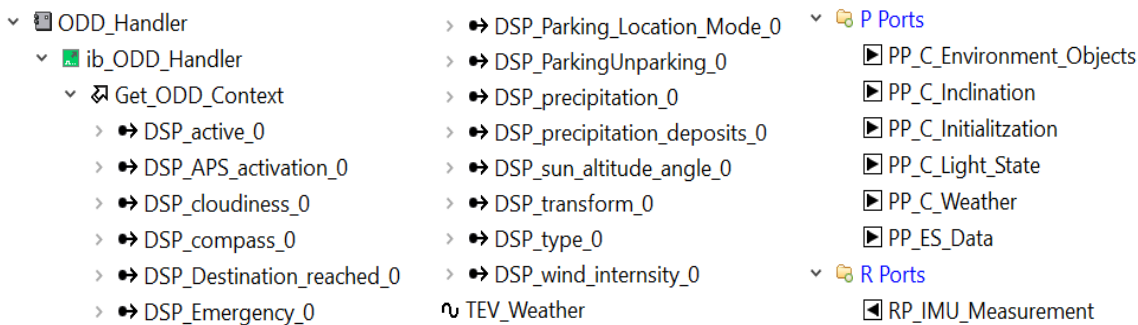 ODD_Handler
ib_ODD_Handler
Get_ODD_Context
DSP_active_0
DSP_APS_activation_0
DSP_cloudiness_0
DSP_compass_0
DSP_Destination_reached_0
DSP_Emergency_0
DSP_Parking_Location_Mode_0
DSP_ParkingUnparking_0
DSP_precipitation_0
DSP_precipitation_deposits_0
DSP_sun_altitude_angle_0
DSP_transform_0
DSP_type_0
DSP_wind_internsity_0
TEV_Weather
P Ports
PP_C_Environment_Objects
PP_C_Inclination
PP_C_Initialitzation
PP_C_Light_State
PP_C_Weather
PP_ES_Data
R Ports
RP_IMU_Measurement